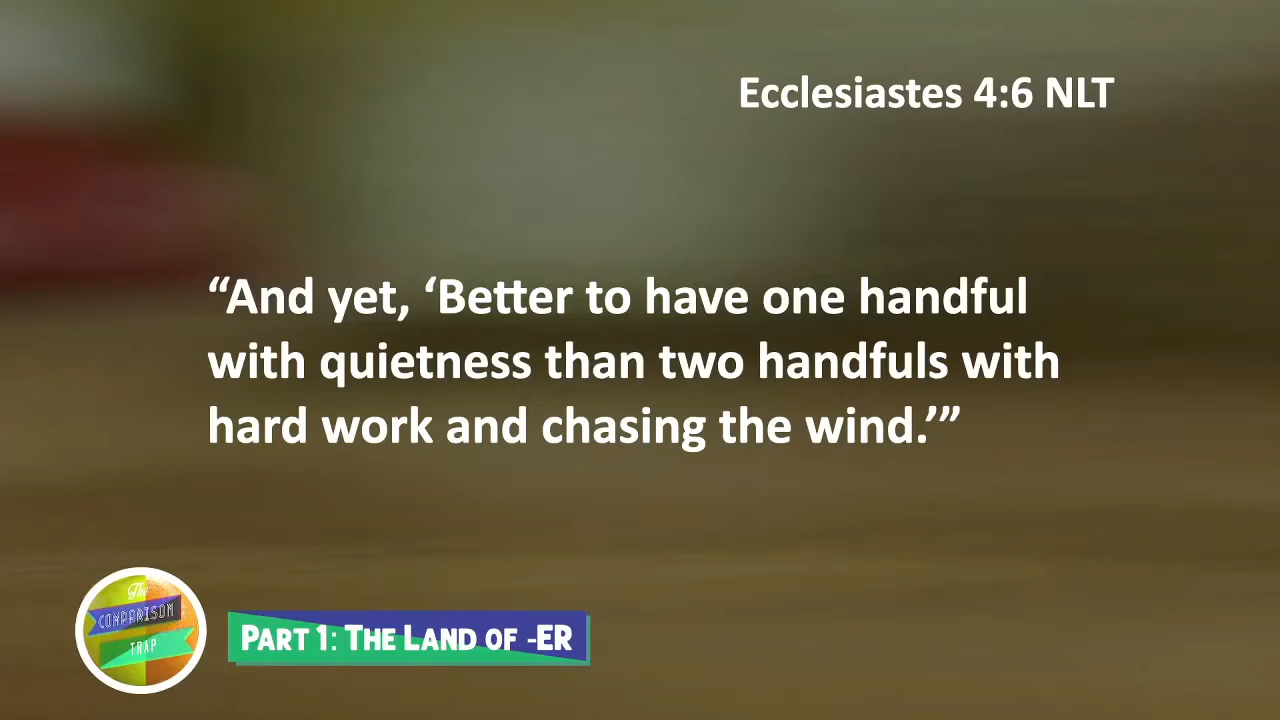 Ecclesiastes 4:6 NLT
“And yet, ‘Better to have one handful
with quietness than two handfuls with
hard work and chasing the wind.’”
The
COMPARISON
TRAP
PART 1: THE LAND OF -ER